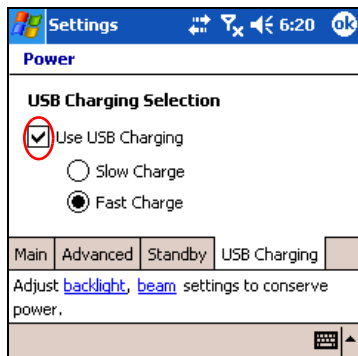 Settings 6:20 ok
Power
USB Charging Selection
Use USB Charging
Slow Charge
Fast Charge
Main Advanced Standby USB Charging
Adjust backlight, beam settings to conserve
power.